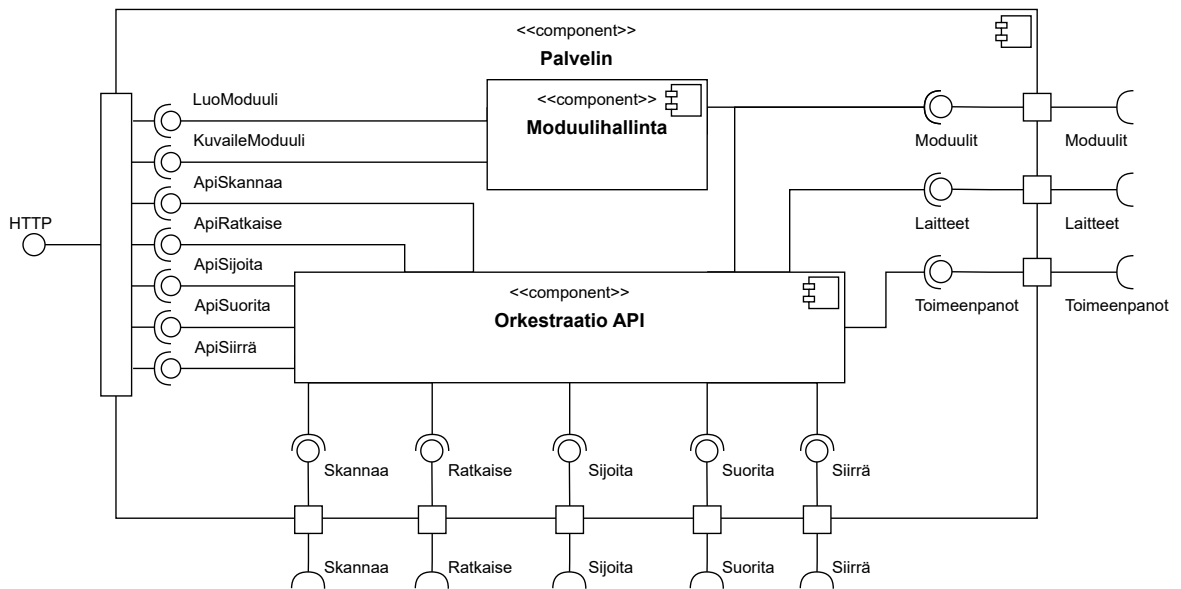 <<component>>
Palvelin
LuoModuuli
<<component>>
Moduulihallinta
KuvaileModuuli
Moduulit
Moduulit
ApiSkannaa
HTTP
ApiRatkaise
Laitteet
Laitteet
ApiSijoita
<<component>>
Orkestraatio API
ApiSuorita
Toimeenpanot
Toimeenpanot
ApiSiirrä
Skannaa
Ratkaise
Sijoita
Suorita
Siirrä
Skannaa
Ratkaise
Sijoita
Suorita
Siirrä